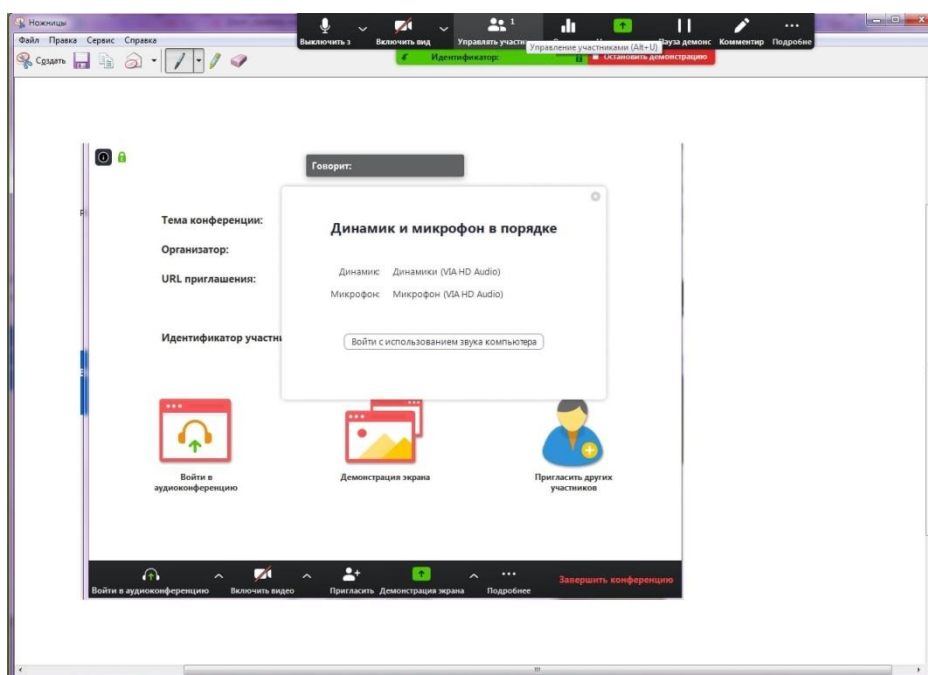 Ножницы
Файл Правка Сервис Справка
Создать
Выключить з
Включить вид
Управлять участн
1
Управление участниками (Alt+U)
Пауза демонс
Комментир
Подробне
Идентификатор:
Остановить демонстрацию
Говорит:
Тема конференции:
Организатор:
URL приглашения:
Идентификатор участни
Динамик и микрофон в порядке
Динамик: Динамики (VIA HD Audio)
Микрофон: Микрофон (VIA HD Audio)
Войти с использованием звука компьютера
Войти в
аудиоконференцию
Демонстрация экрана
Пригласить других
участников
Войти в аудиоконференцию
Включить видео
Пригласить
Демонстрация экрана
Подробнее
Завершить конференцию